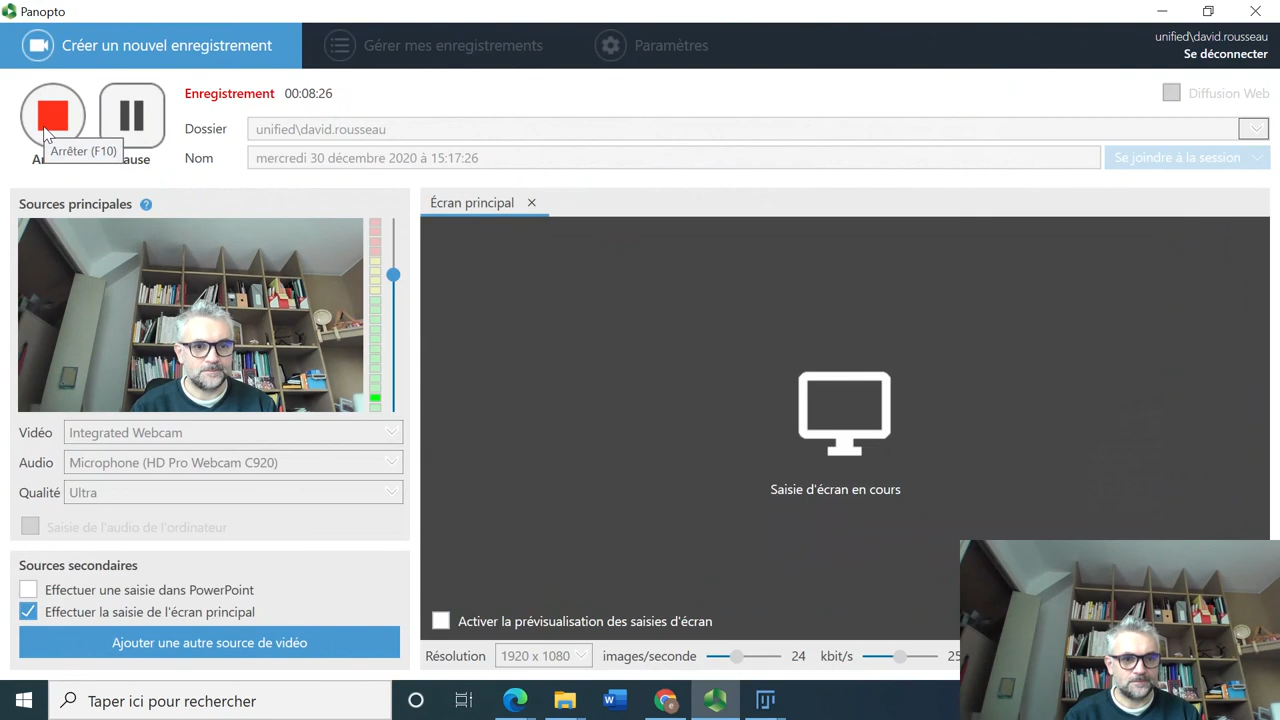 Panopto
Créer un nouvel enregistrement
Gérer mes enregistrements
Paramètres
unified\david.rousseau
Se déconnecter
Enregistrement 00:08:26
Diffusion Web
Dossier unified\david.rousseau
Arrêter (F10)
Nom mercredi 30 décembre 2020 à 15:17:26
Se joindre à la session
Sources principales
Écran principal
Vidéo Integrated Webcam
Audio Microphone (HD Pro Webcam C920)
Qualité Ultra
Saisie de l'audio de l'ordinateur
Saisie d'écran en cours
Sources secondaires
Effectuer une saisie dans PowerPoint
Effectuer la saisie de l'écran principal
Ajouter une autre source de vidéo
Activer la prévisualisation des saisies d'écran
Résolution 1920 x 1080 images/seconde 24 kbit/s 25
Taper ici pour rechercher